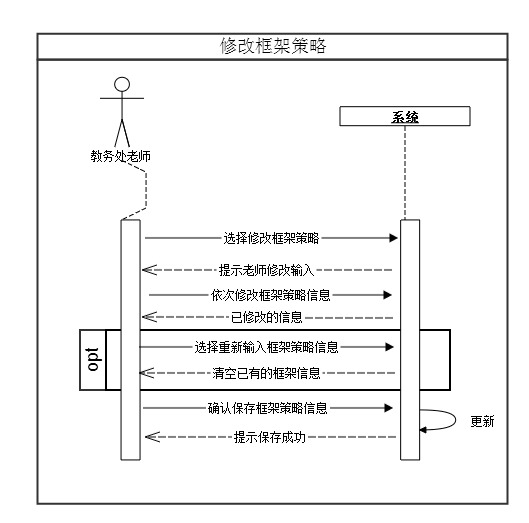 修改框架策略
系统
教务处老师
选择修改框架策略
提示老师修改输入
依次修改框架策略信息
已修改的信息
opt
选择重新输入框架策略信息
清空已有的框架信息
确认保存框架策略信息
更新
提示保存成功